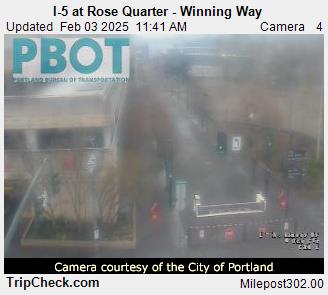 I-5 at Rose Quarter - Winning Way
Updated Feb 03 2025 11:41 AM Camera 4
PBOT
PORTLAND BUREAU OF TRANSPORTATION
Camera courtesy of the City of Portland
TripCheck.com Milepost302.00